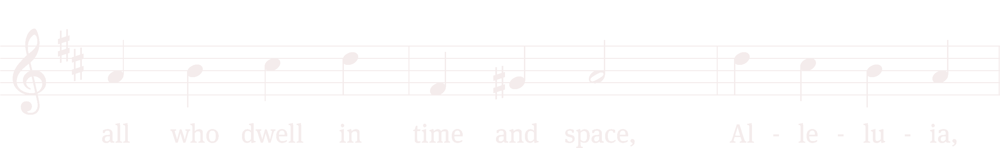 all who dwell in time and space, Al - le - lu - ia,